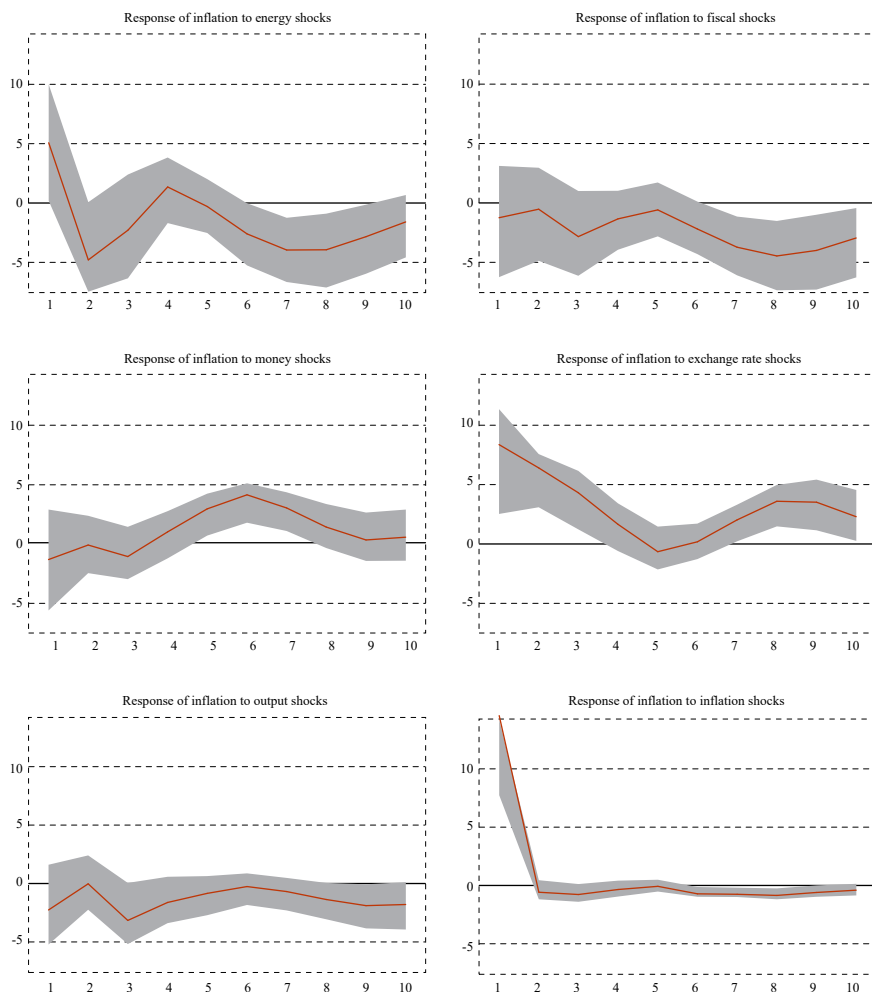 Response of inflation to energy shocks
10
5
0
-5
1 2 3 4 5 6 7 8 9 10
Response of inflation to fiscal shocks
10
5
0
-5
1 2 3 4 5 6 7 8 9 10
Response of inflation to money shocks
10
5
0
-5
1 2 3 4 5 6 7 8 9 10
Response of inflation to exchange rate shocks
10
5
0
-5
1 2 3 4 5 6 7 8 9 10
Response of inflation to output shocks
10
5
0
-5
1 2 3 4 5 6 7 8 9 10
Response of inflation to inflation shocks
10
5
0
-5
1 2 3 4 5 6 7 8 9 10